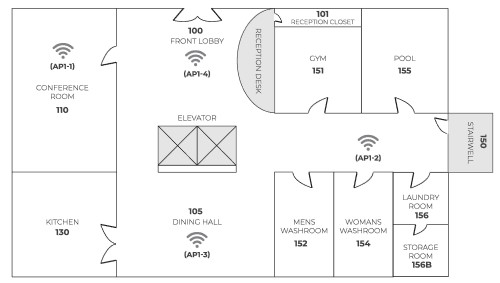 100
FRONT LOBBY
(AP1-4)
101
RECEPTION CLOSET
RECEPTION DESK
GYM
151
POOL
155
(AP1-1)
CONFERENCE
ROOM
110
ELEVATOR
(AP1-2)
STAIRWELL
150
KITCHEN
130
105
DINING HALL
(AP1-3)
MENS
WASHROOM
152
WOMANS
WASHROOM
154
LAUNDRY
ROOM
156
STORAGE
ROOM
156B